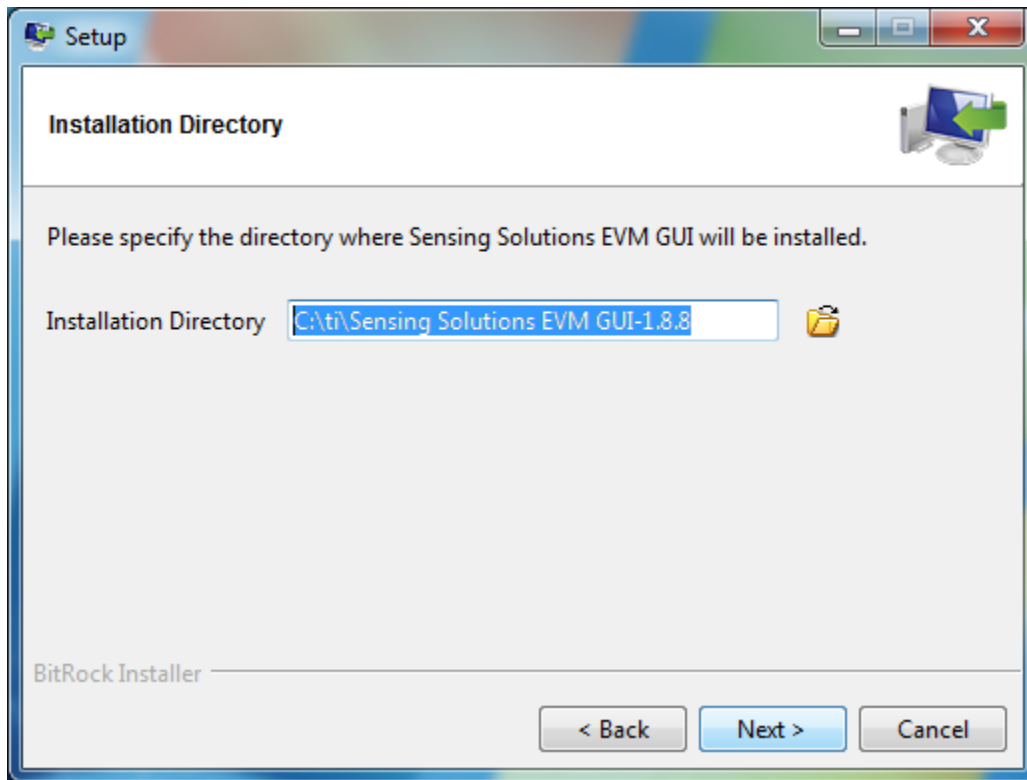 Setup
Installation Directory
Please specify the directory where Sensing Solutions EVM GUI will be installed.
Installation Directory C:\ti\Sensing Solutions EVM GUI-1.8.8
BitRock Installer
< Back Next > Cancel